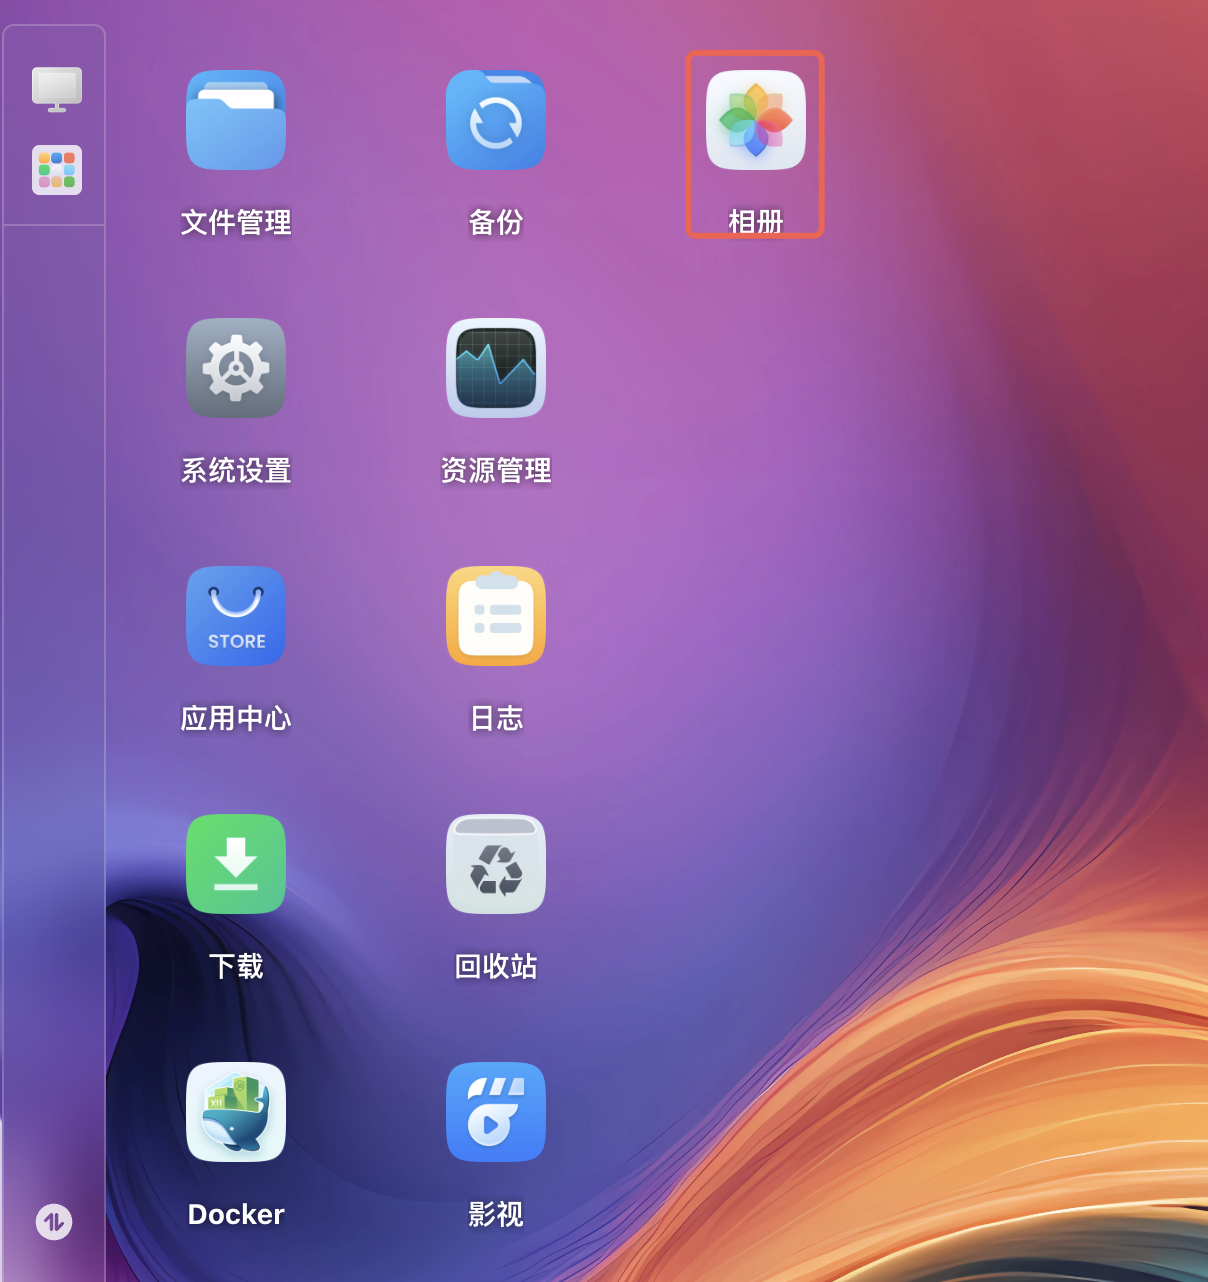 文件管理
备份
相册
系统设置
资源管理
STORE
应用中心
日志
下载
回收站
Docker
影视